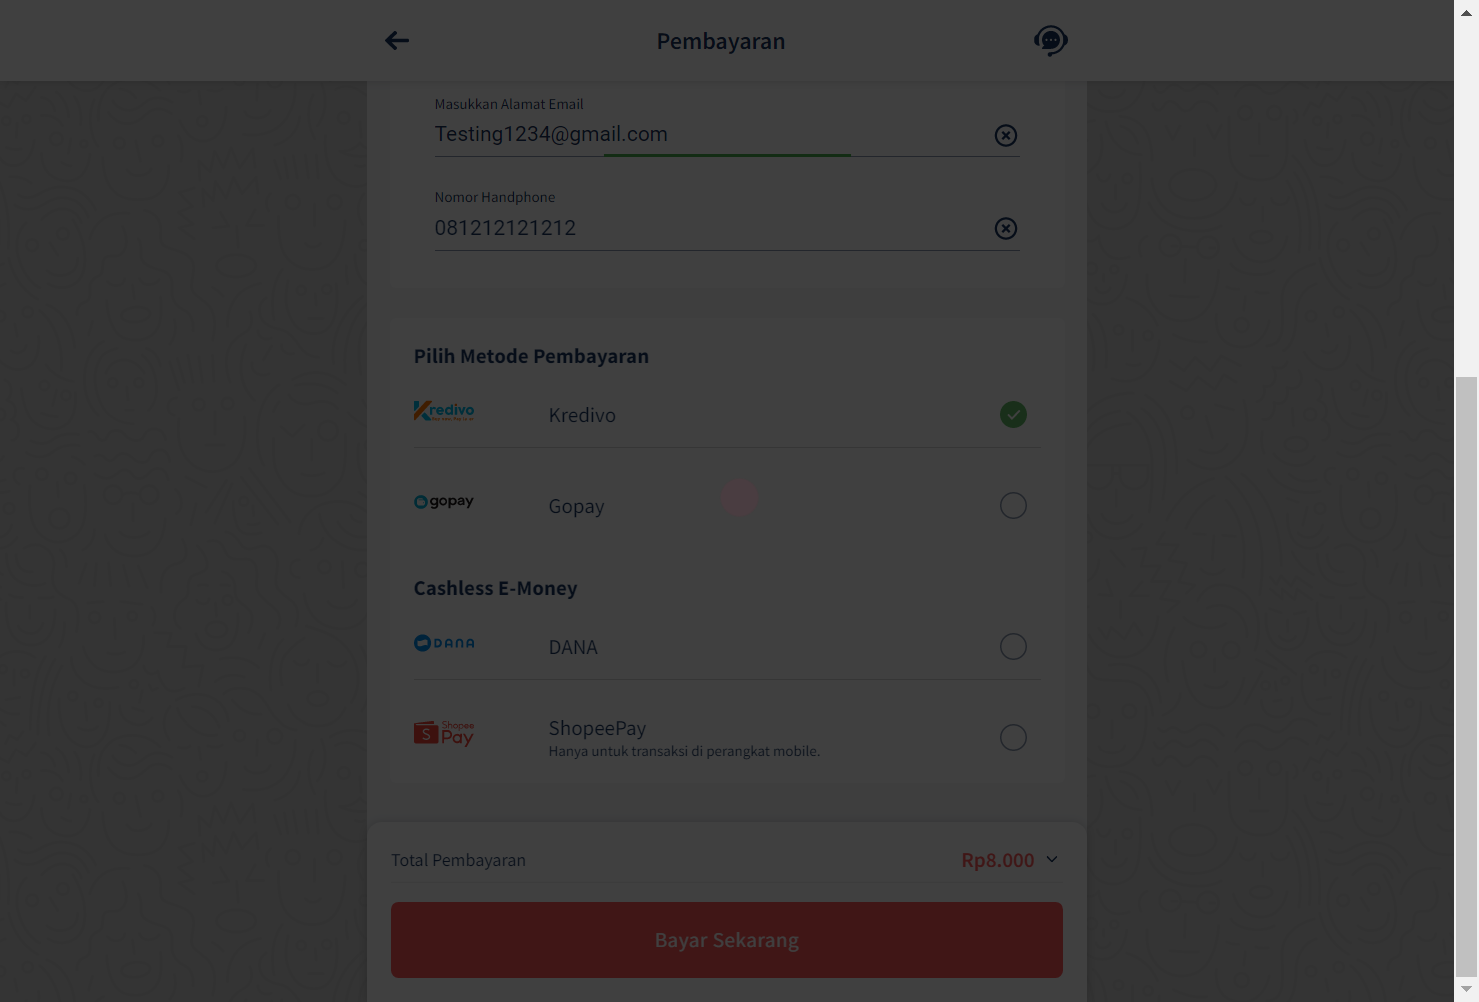 Pembayaran
Masukkan Alamat Email
Testing1234@gmail.com
Nomor Handphone
081212121212
Pilih Metode Pembayaran
Kredivo
Kredivo
gopay
Gopay
Cashless E-Money
DANA
DANA
Shopee
Pay
ShopeePay
Hanya untuk transaksi di perangkat mobile.
Total Pembayaran
Rp8.000
Bayar Sekarang